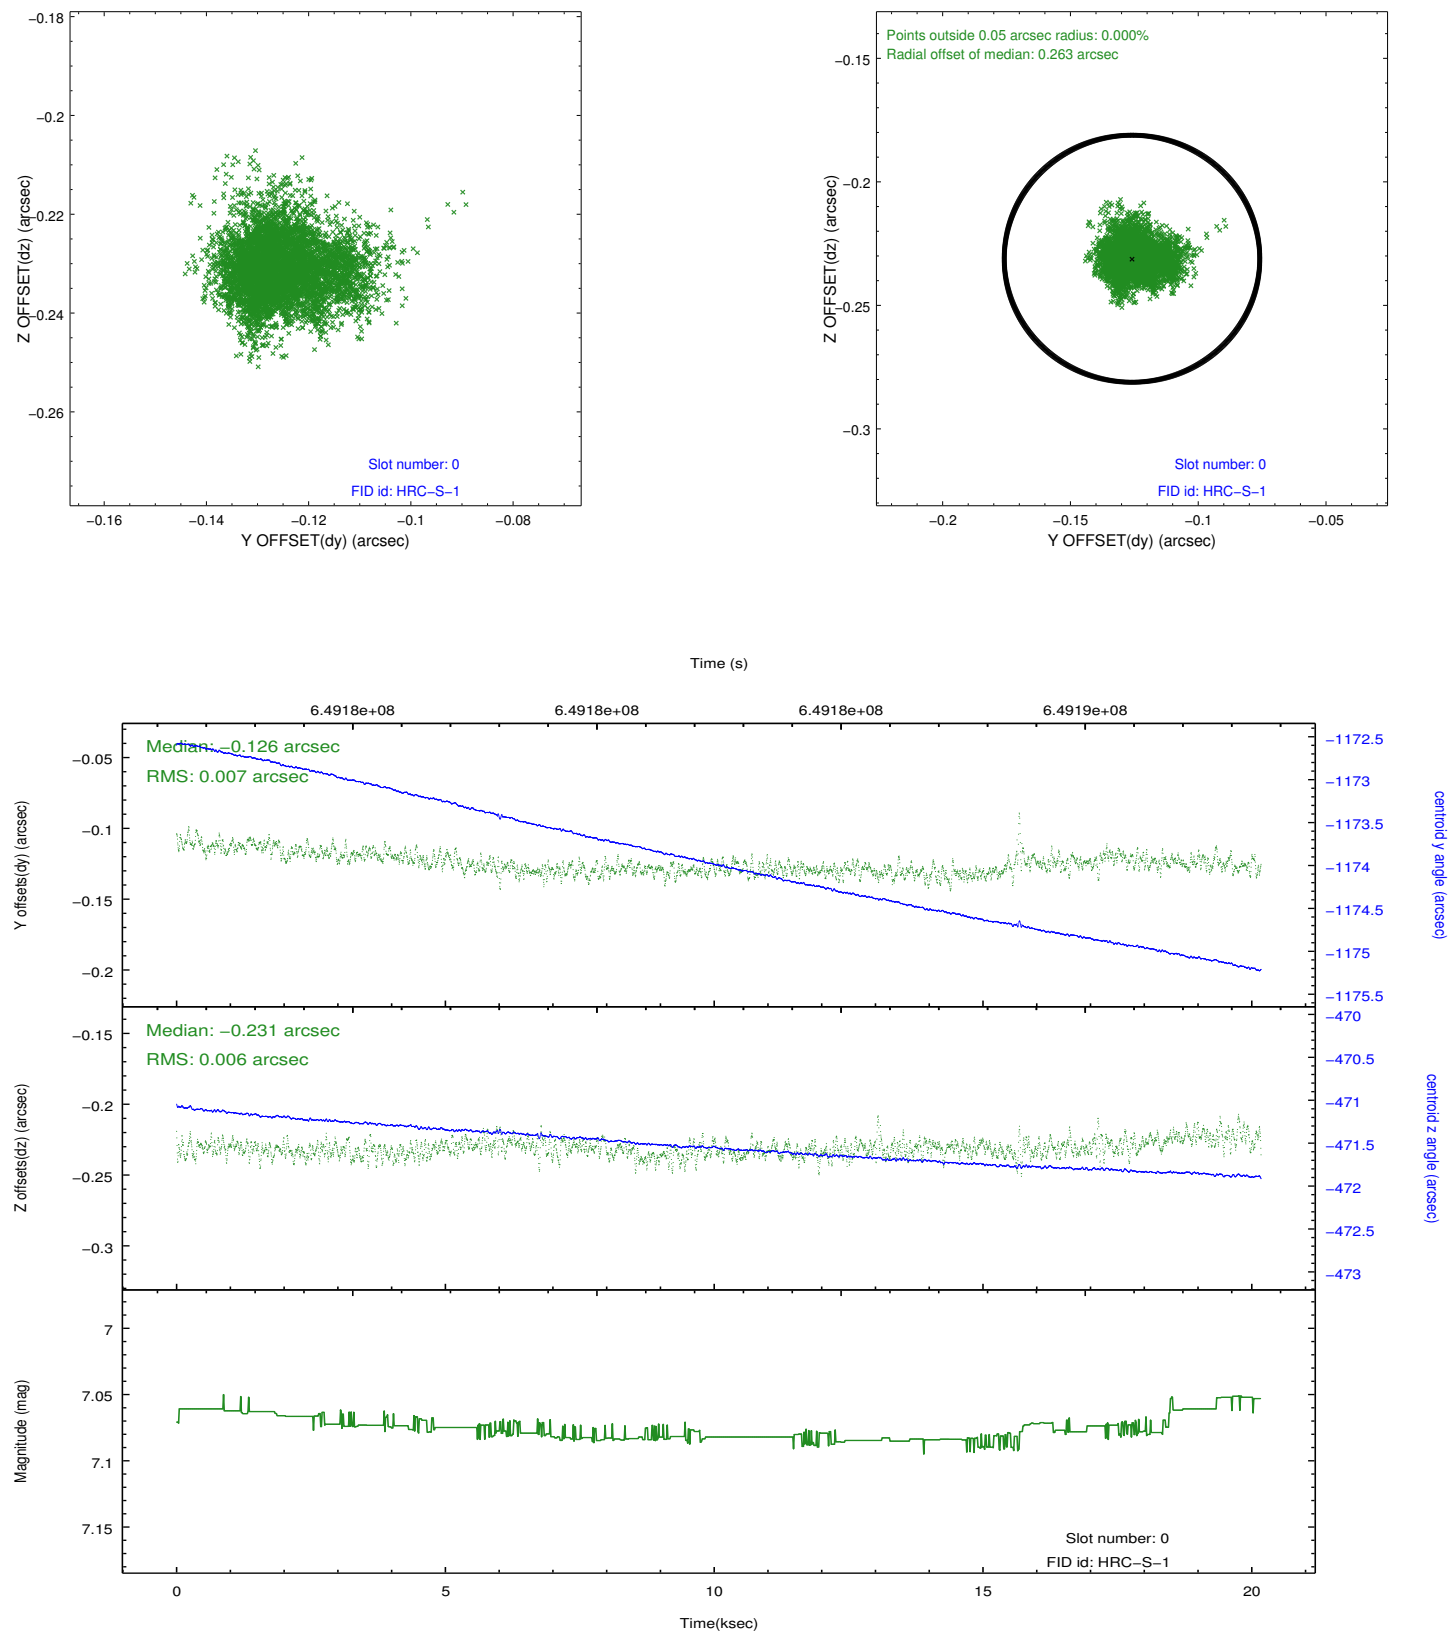 −0.18
−0.2
−0.22
−0.24
−0.26
Z OFFSET(dz) (arcsec)
Slot number: 0
FID id: HRC−S−1
−0.16
−0.14
−0.12
−0.1
−0.08
Y OFFSET(dy) (arcsec)
Points outside 0.05 arcsec radius: 0.000%
Radial offset of median: 0.263 arcsec
−0.15
−0.2
−0.25
−0.3
Z OFFSET(dz) (arcsec)
Slot number: 0
FID id: HRC−S−1
−0.2
−0.15
−0.1
−0.05
Y OFFSET(dy) (arcsec)
Time (s)
6.4918e+08
6.4918e+08
6.4918e+08
6.4919e+08
Median: −0.126 arcsec
RMS: 0.007 arcsec
−0.05
−0.1
−0.15
−0.2
Y offsets(dy) (arcsec)
−1172.5
−1173
−1173.5
−1174
−1174.5
−1175
−1175.5
centroid y angle (arcsec)
Median: −0.231 arcsec
RMS: 0.006 arcsec
−0.15
−0.2
−0.25
−0.3
Z offsets(dz) (arcsec)
−470
−470.5
−471
−471.5
−472
−472.5
−473
centroid z angle (arcsec)
7
7.05
7.1
7.15
Magnitude (mag)
Slot number: 0
FID id: HRC−S−1
0
5
10
15
20
Time(ksec)